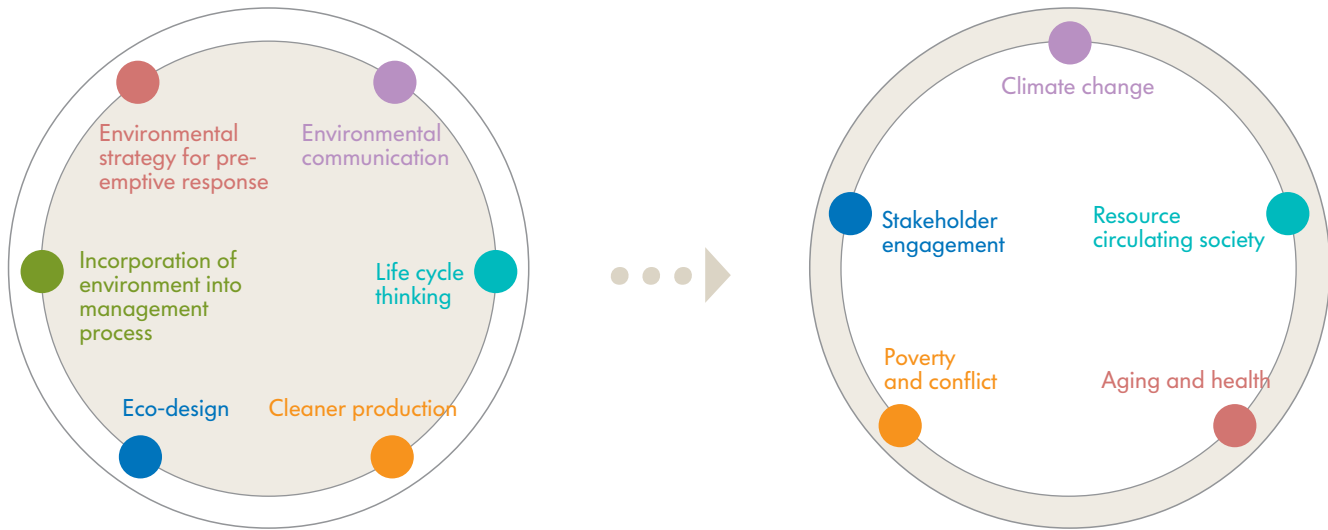 Environmental
strategy for pre-
emptive response
Environmental
communication
Incorporation of
environment into
management
process
Life cycle
thinking
Eco-design
Cleaner production
Climate change
Stakeholder
engagement
Resource
circulating society
Poverty
and conflict
Aging and health